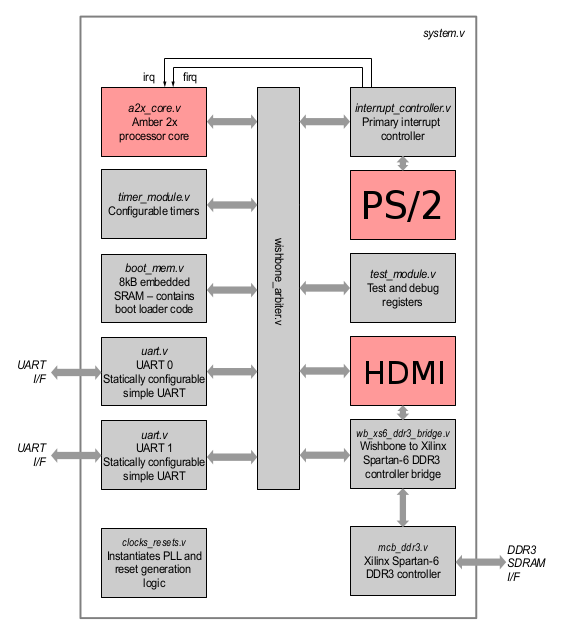 system.v
irq
firq
a2x_core.v
Amber 2x
processor core
interrupt_controller.v
Primary interrupt
controller
timer_module.v
Configurable timers
PS/2
boot_mem.v
8kB embedded
SRAM – contains
boot loader code
wishbone_arbiter.v
test_module.v
Test and debug
registers
uart.v
UART 0
Statically configurable
simple UART
UART
I/F
HDMI
uart.v
UART 1
Statically configurable
simple UART
UART
I/F
wb_xs6_ddr3_bridge.v
Wishbone to Xilinx
Spartan-6 DDR3
controller bridge
clocks_resets.v
Instantiates PLL and
reset generation
logic
mcb_ddr3.v
Xilinx Spartan-6
DDR3 controller
DDR3
SDRAM
I/F